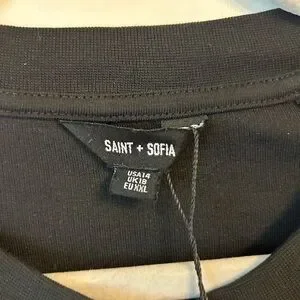 SAINT + SOFIA
USA14
UK18
EU XXL